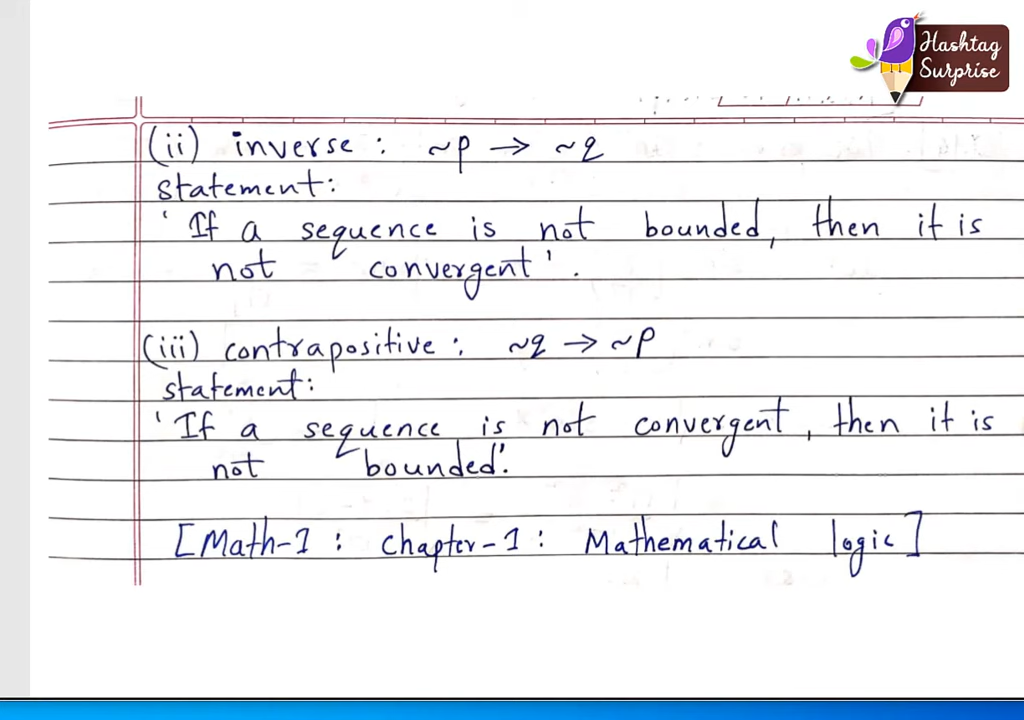 Hashtag
Surprise
(ii) inverse : ~p → ~q
statement:
'If a sequence is not bounded, then it is
not convergent'.
(iii) contrapositive : ~q → ~p
statement:
'If a sequence is not convergent, then it is
not bounded'.
[Math-1 : chapter-1 : Mathematical logic]